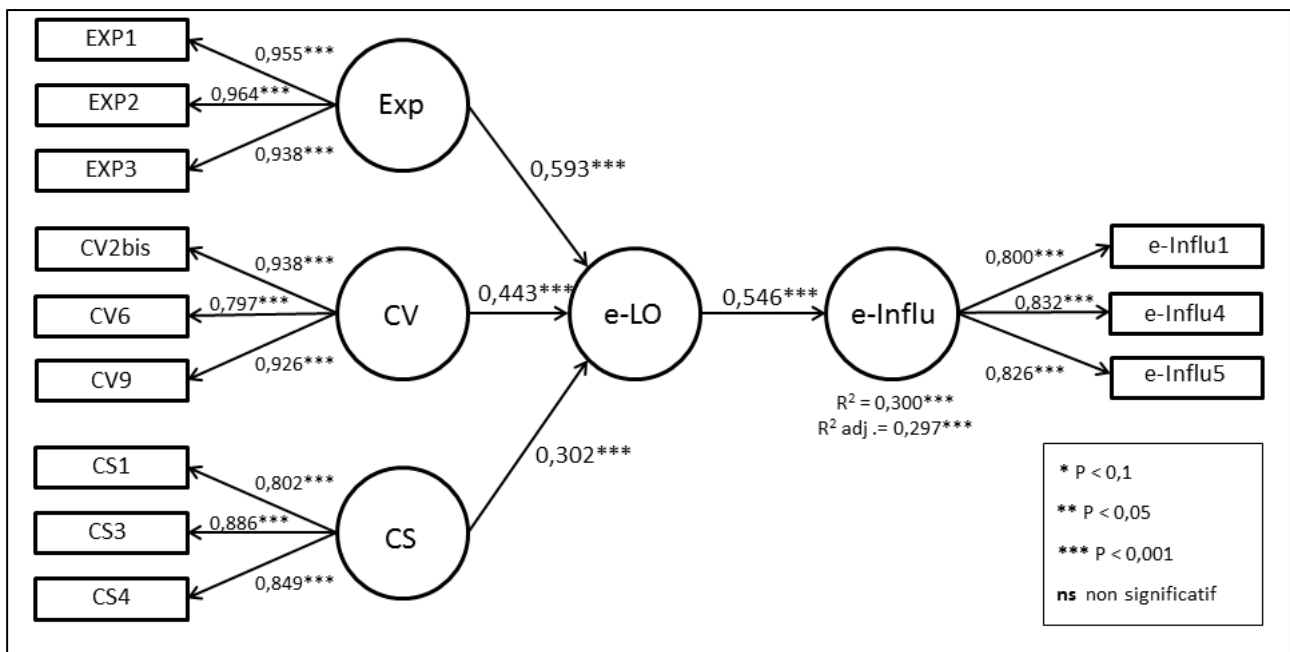 EXP1
0,955***
EXP2
0,964***
EXP3
0,938***
Exp
0,593***
CV2bis
0,938***
CV6
0,797***
CV9
0,926***
CV
0,443***
e-LO
0,546***
e-Influ
R² = 0,300***
R² adj .= 0,297***
0,800***
e-Influ1
0,832***
e-Influ4
0,826***
e-Influ5
CS1
0,802***
CS3
0,886***
CS4
0,849***
CS
0,302***
* P < 0,1
** P < 0,05
*** P < 0,001
ns non significatif